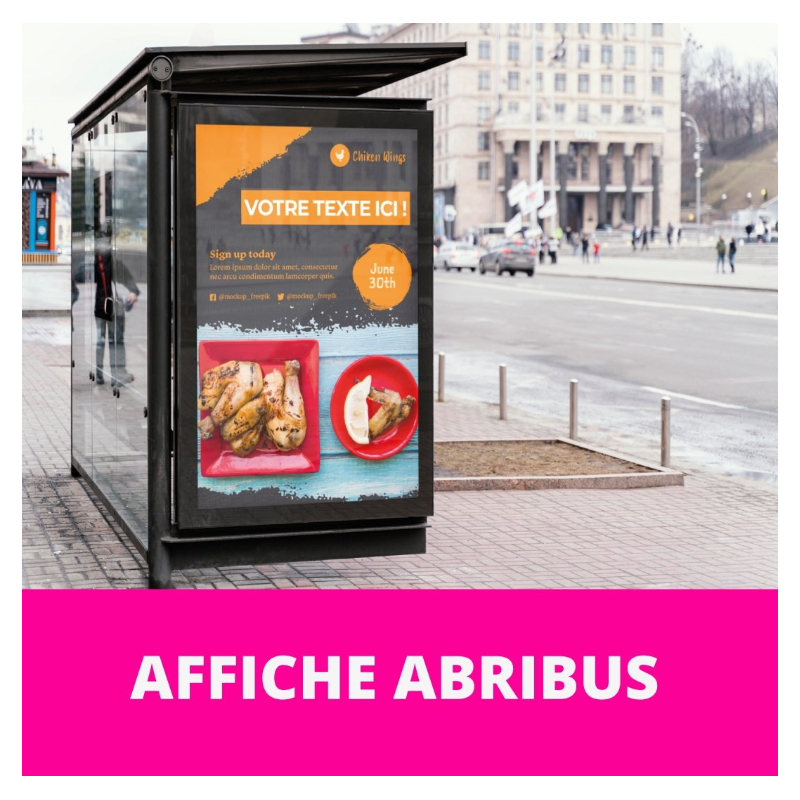 Chiken Wings
VOTRE TEXTE ICI !
Sign up today
Lorem ipsum dolor sit amet, consectetur
nec arcu condimentum lamcorper quis.
@mockup_freepik @mockup_freepik
June
30th
AVA
AFFICHE ABRIBUS